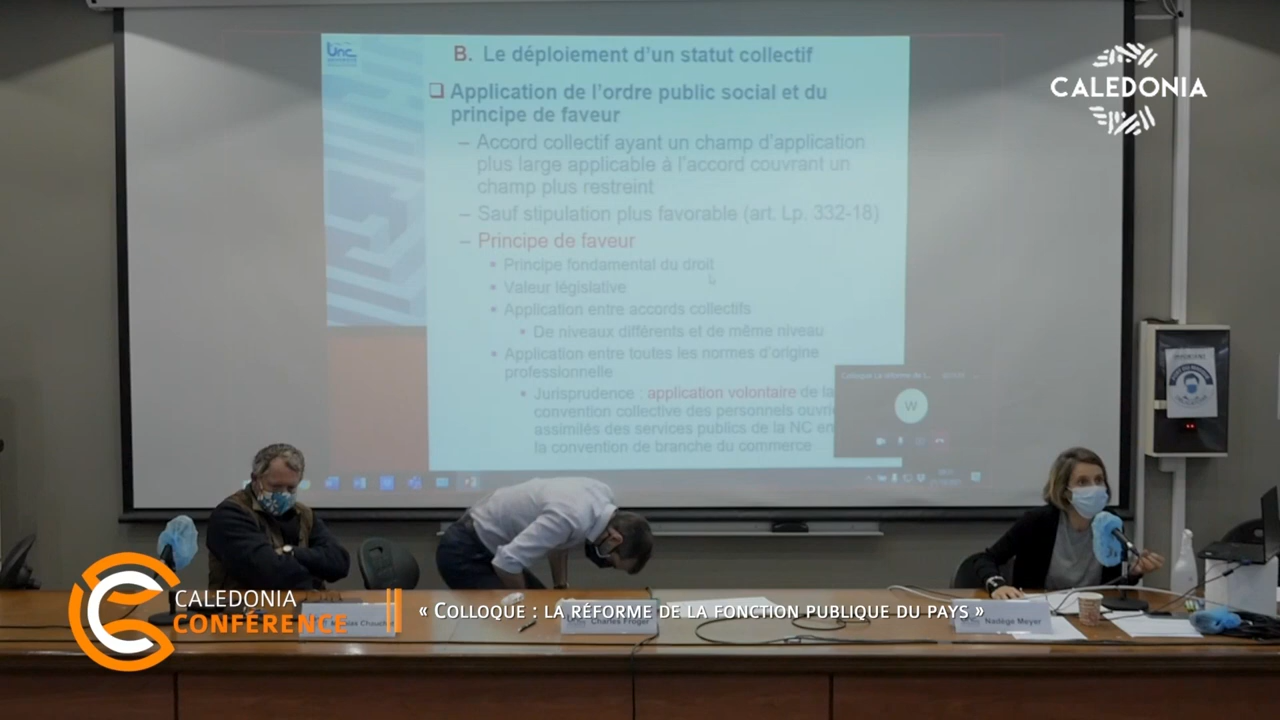 Unc
B. Le déploiement d'un statut collectif
❑ Application de l'ordre public social et du
principe de faveur
– Accord collectif ayant un champ d'application
plus large applicable à l'accord couvrant un
champ plus restreint
– Sauf stipulation plus favorable (art. Lp. 332-18)
– Principe de faveur
• Principe fondamental du droit
• Valeur législative
• Application entre accords collectifs
• De niveaux différents et de même niveau
• Application entre toutes les normes d'origine
professionnelle
• Jurisprudence : application volontaire de la
convention collective des personnels ouvri
assimilés des services publics de la NC en
la convention de branche du commerce
W
CALEDONIA
IMPORTANT
CALEDONIA
CONFÉRENCE
« COLLOQUE : LA RÉFORME DE LA FONCTION PUBLIQUE DU PAYS »
Charles Froger
Nadège Meyer